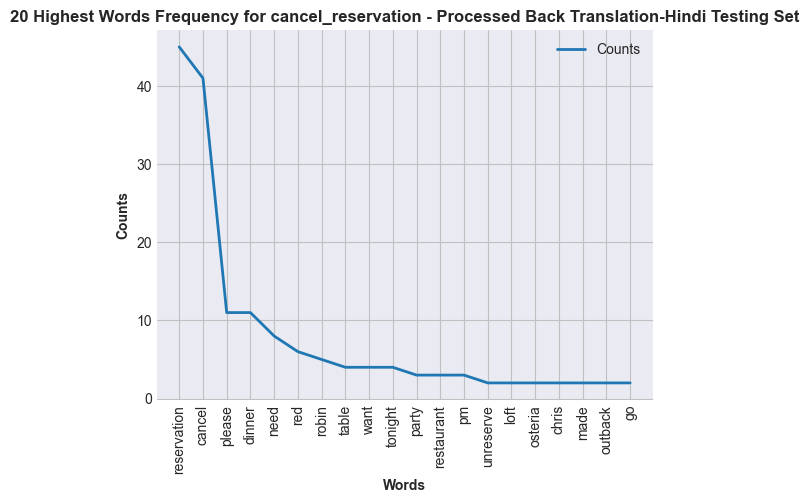 20 Highest Words Frequency for cancel_reservation - Processed Back Translation-Hindi Testing Set
Counts
40
30
20
10
0
Counts
reservation
cancel
please
dinner
need
red
robin
table
want
tonight
party
restaurant
pm
unreserve
loft
osteria
chris
made
outback
go
Words